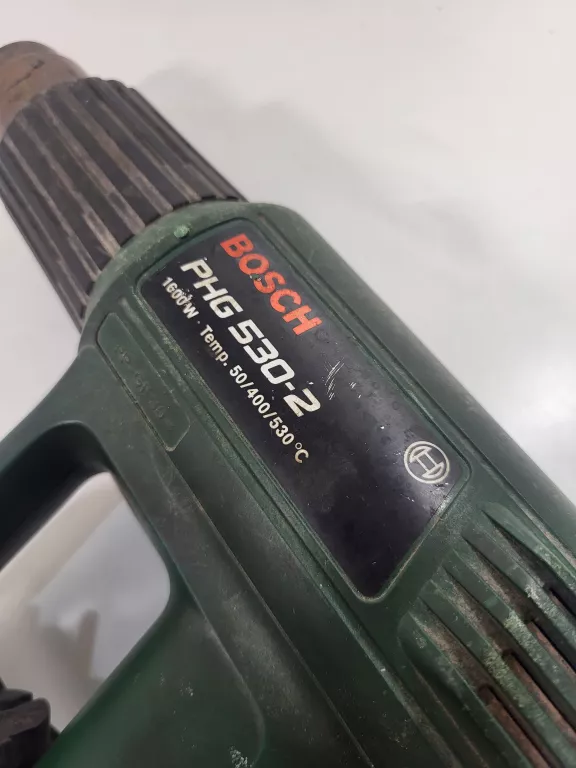 BOSCH
PHG 530-2
1600W · Temp. 50/400/530 °C